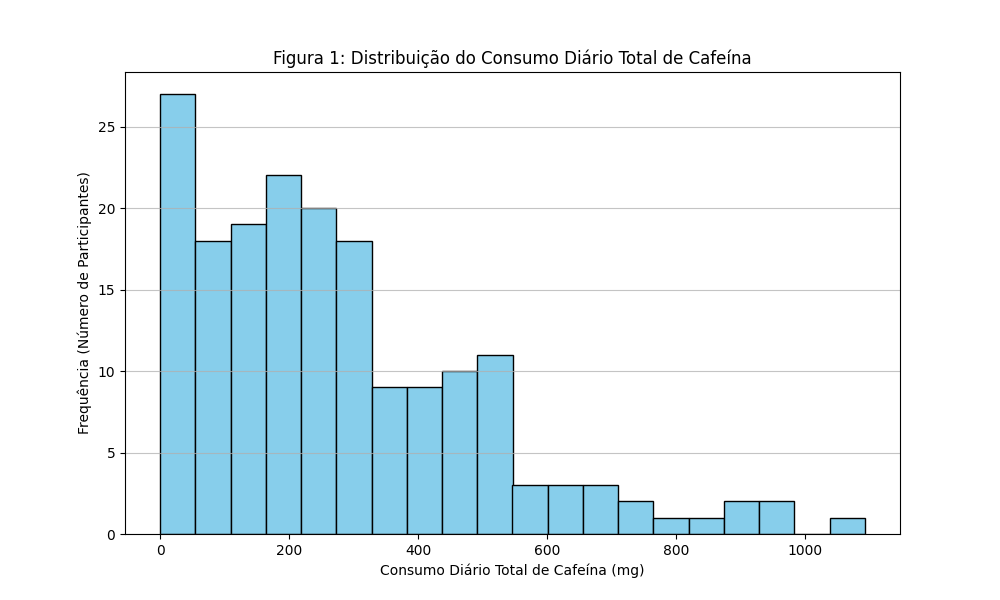 Figura 1: Distribuição do Consumo Diário Total de Cafeína
Frequência (Número de Participantes)
25
20
15
10
5
0
0 200 400 600 800 1000
Consumo Diário Total de Cafeína (mg)